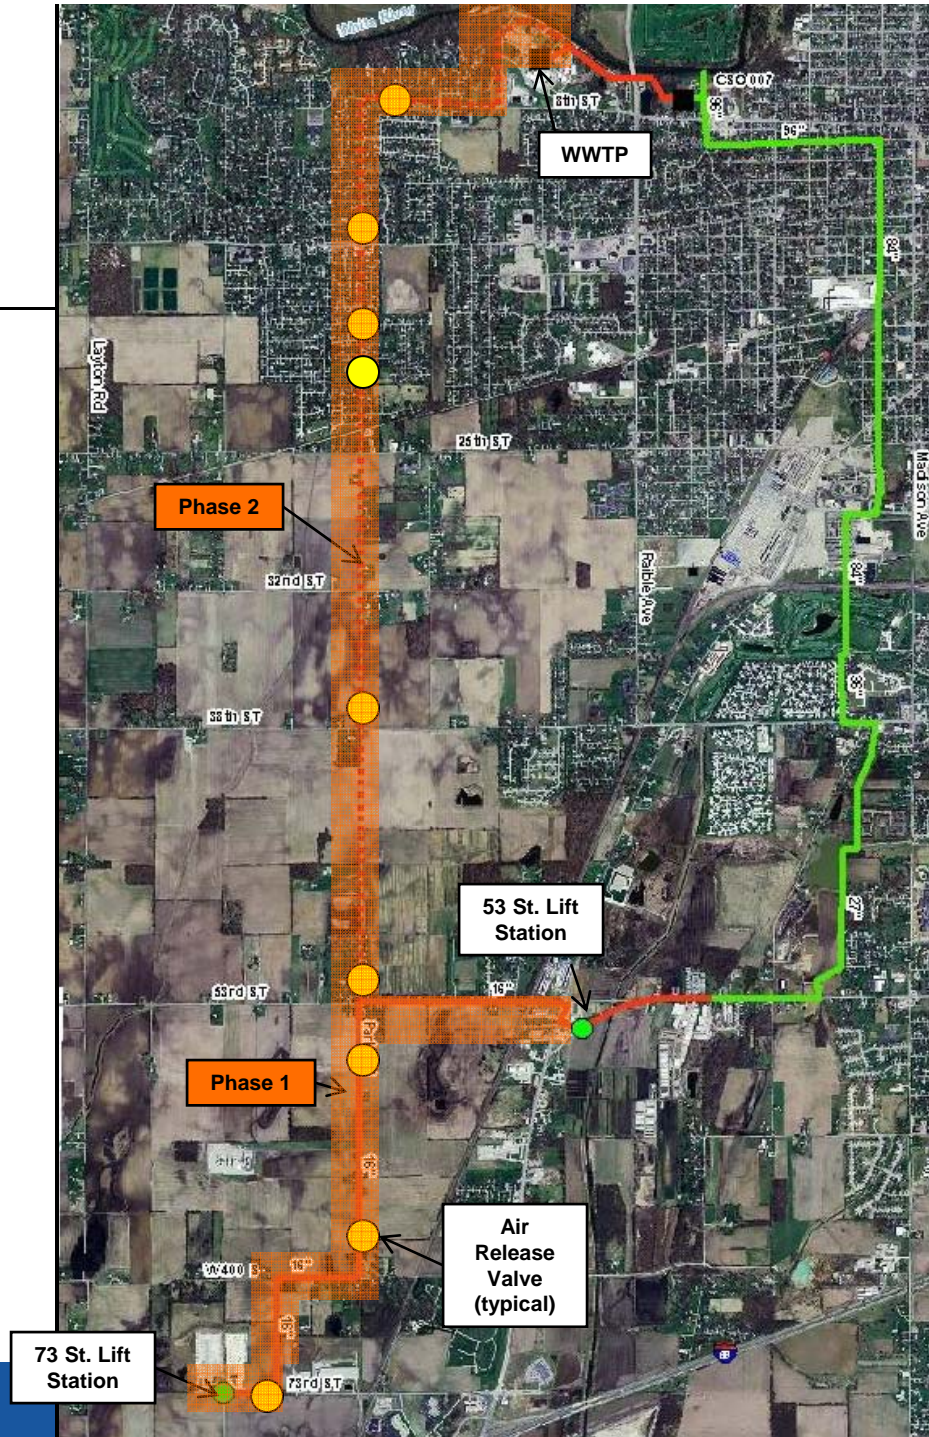 White River
CSO 007
8th ST
96"
96"
WWTP
84"
Layton Rd
25th ST
Madison Ave
Phase 2
Raible Ave
84"
32nd ST
38th ST
53 St. Lift
Station
27"
53rd ST
16"
Phase 1
16"
Air
Release
Valve
(typical)
W 400 S
16"
16"
73 St. Lift
Station
73rd ST